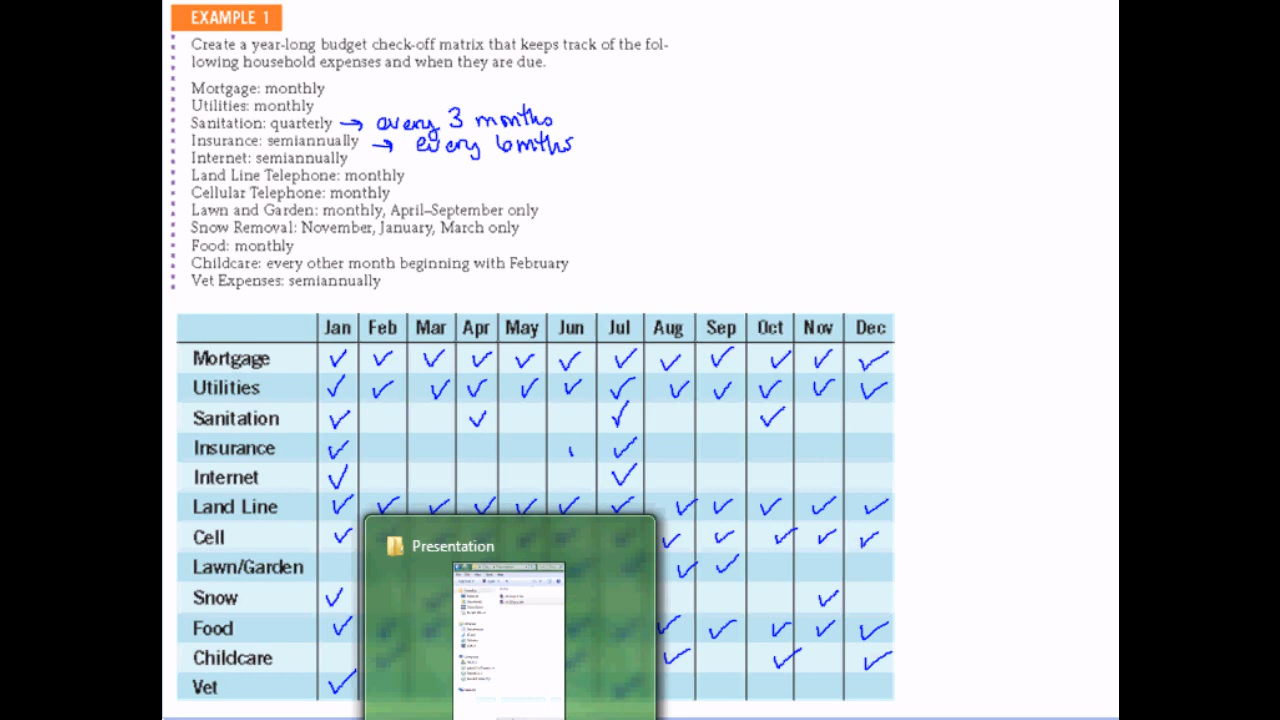 EXAMPLE 1
Create a year-long budget check-off matrix that keeps track of the fol-
lowing household expenses and when they are due.
Mortgage: monthly
Utilities: monthly
Sanitation: quarterly → every 3 months
Insurance: semiannually → every 6mths
Internet: semiannually
Land Line Telephone: monthly
Cellular Telephone: monthly
Lawn and Garden: monthly, April–September only
Snow Removal: November, January, March only
Food: monthly
Childcare: every other month beginning with February
Vet Expenses: semiannually
Jan Feb Mar Apr May Jun Jul Aug Sep Oct Nov Dec
Mortgage ✓ ✓ ✓ ✓ ✓ ✓ ✓ ✓ ✓ ✓ ✓ ✓
Utilities ✓ ✓ ✓ ✓ ✓ ✓ ✓ ✓ ✓ ✓ ✓ ✓
Sanitation ✓ ✓ ✓ ✓
Insurance ✓ ✓
Internet ✓ ✓
Land Line ✓ ✓ ✓ ✓ ✓ ✓ ✓ ✓ ✓ ✓ ✓ ✓
Cell ✓ ✓ ✓ ✓ ✓ ✓
Presentation
Lawn/Garden ✓ ✓
Snow ✓ ✓
Food ✓ ✓ ✓ ✓ ✓ ✓
Childcare ✓ ✓ ✓
Vet ✓